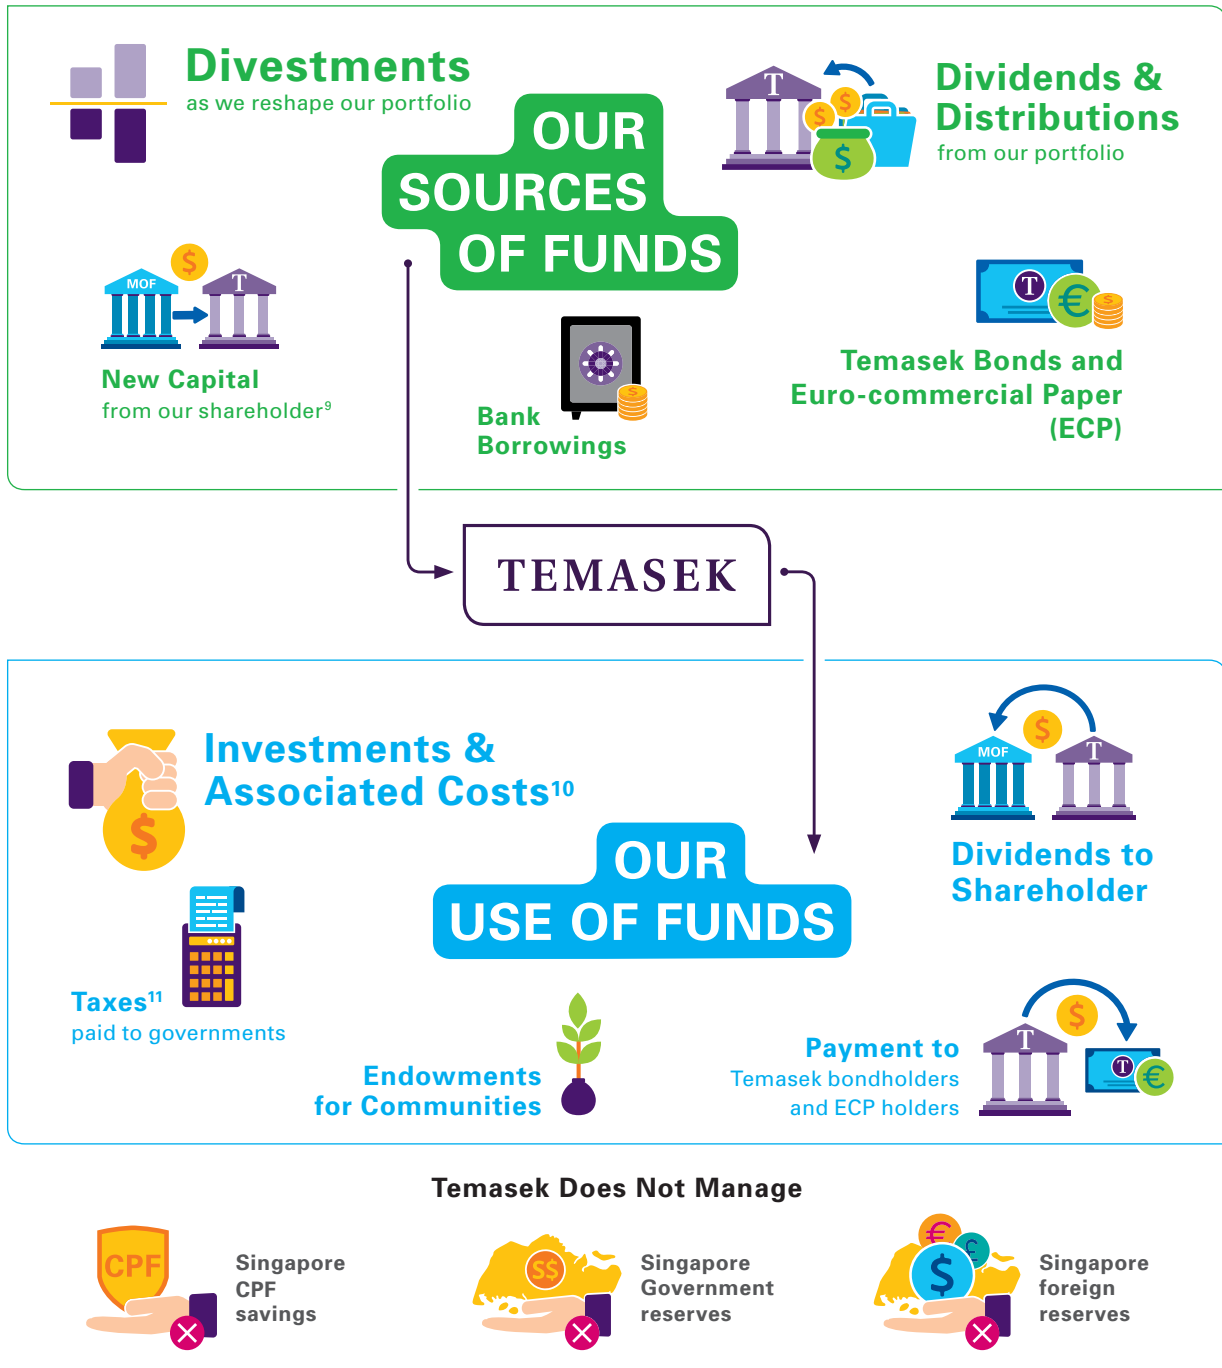 Divestments
as we reshape our portfolio
OUR
SOURCES
OF FUNDS
T
$
$
$
Dividends &
Distributions
from our portfolio
MOF
$
T
New Capital
from our shareholder⁹
$
Bank
Borrowings
T
€
$
Temasek Bonds and
Euro-commercial Paper
(ECP)
TEMASEK
$
Investments &
Associated Costs¹⁰
OUR
USE OF FUNDS
MOF
$
T
Dividends to
Shareholder
Taxes¹¹
paid to governments
Endowments
for Communities
Payment to
Temasek bondholders
and ECP holders
T
$
T
€
Temasek Does Not Manage
CPF
Singapore
CPF
savings
S$
Singapore
Government
reserves
€
£
$
Singapore
foreign
reserves